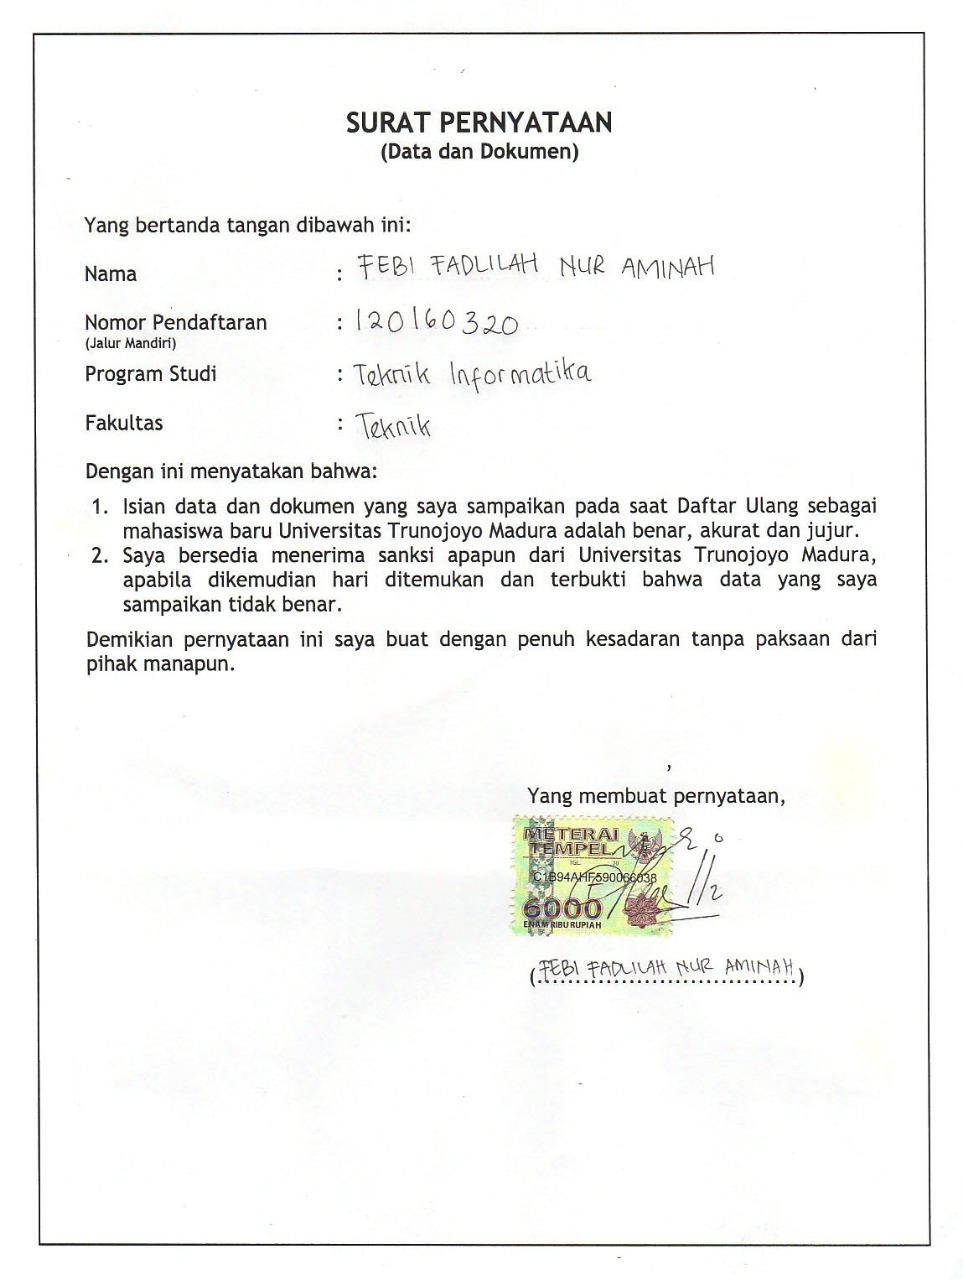 SURAT PERNYATAAN
(Data dan Dokumen)
Yang bertanda tangan dibawah ini:
Nama : FEBI FADLILAH NUR AMINAH
Nomor Pendaftaran : 120160320
(Jalur Mandiri)
Program Studi : Teknik Informatika
Fakultas : Teknik
Dengan ini menyatakan bahwa:
1. Isian data dan dokumen yang saya sampaikan pada saat Daftar Ulang sebagai
mahasiswa baru Universitas Trunojoyo Madura adalah benar, akurat dan jujur.
2. Saya bersedia menerima sanksi apapun dari Universitas Trunojoyo Madura,
apabila dikemudian hari ditemukan dan terbukti bahwa data yang saya
sampaikan tidak benar.
Demikian pernyataan ini saya buat dengan penuh kesadaran tanpa paksaan dari
pihak manapun.
,
Yang membuat pernyataan,
METERAI
TEMPEL
TGL 20
C1B94AHF590066038
6000
ENAM RIBU RUPIAH
(FEBI FADLILAH NUR AMINAH)